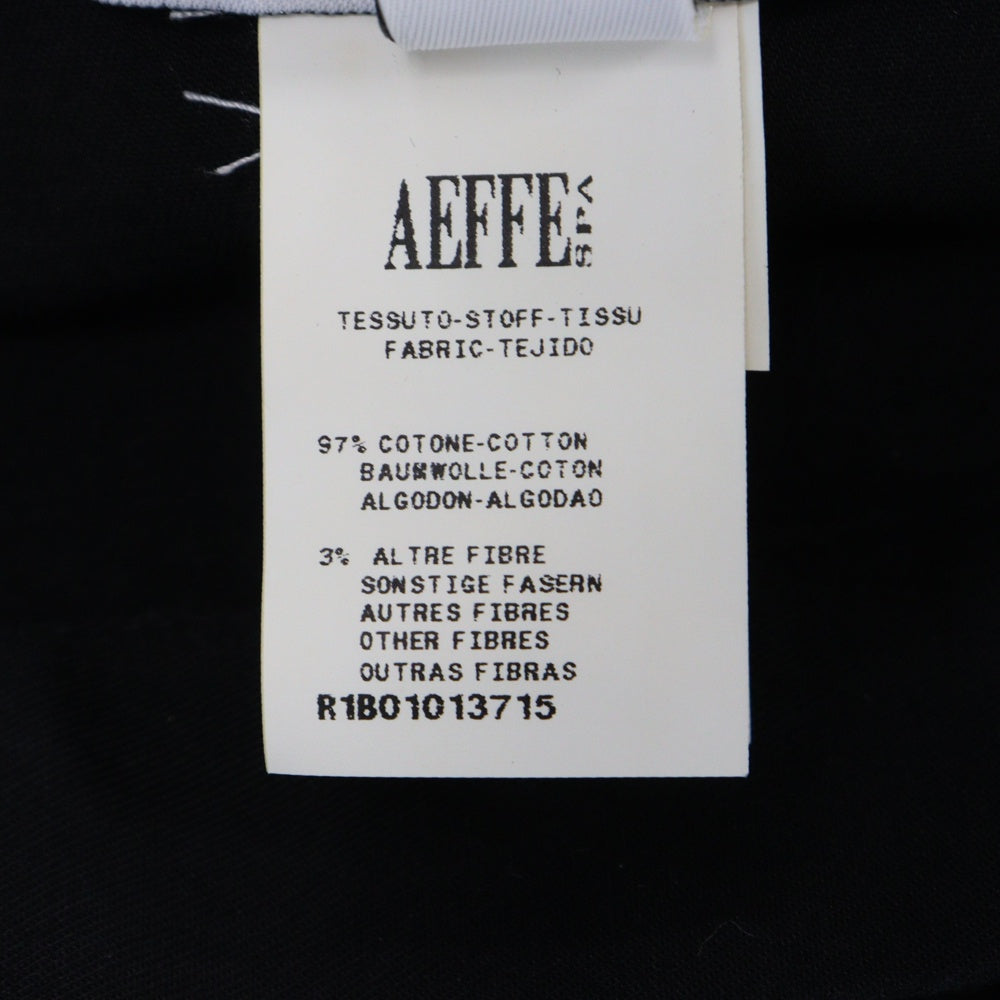 AEFFE SPA
TESSUTO-STOFF-TISSU
FABRIC-TEJIDO
97% COTONE-COTTON
BAUMWOLLE-COTON
ALGODON-ALGODAO
3% ALTRE FIBRE
SONSTIGE FASERN
AUTRES FIBRES
OTHER FIBRES
OUTRAS FIBRAS
R1B01013715